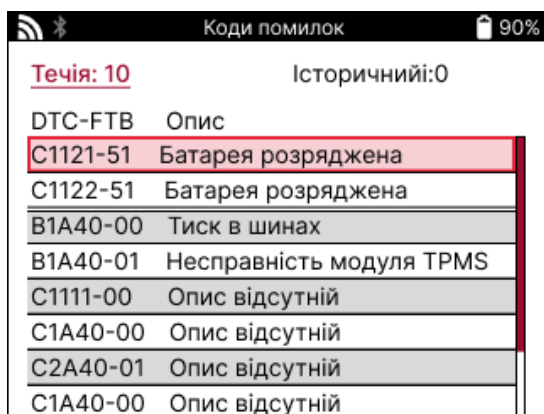 Коди помилок 90%
Течія: 10 Історичнийі:0
DTC-FTB Опис
C1121-51 Батарея розряджена
C1122-51 Батарея розряджена
B1A40-00 Тиск в шинах
B1A40-01 Несправність модуля TPMS
C1111-00 Опис відсутній
C1A40-00 Опис відсутній
C2A40-01 Опис відсутній
C1A40-00 Опис відсутній